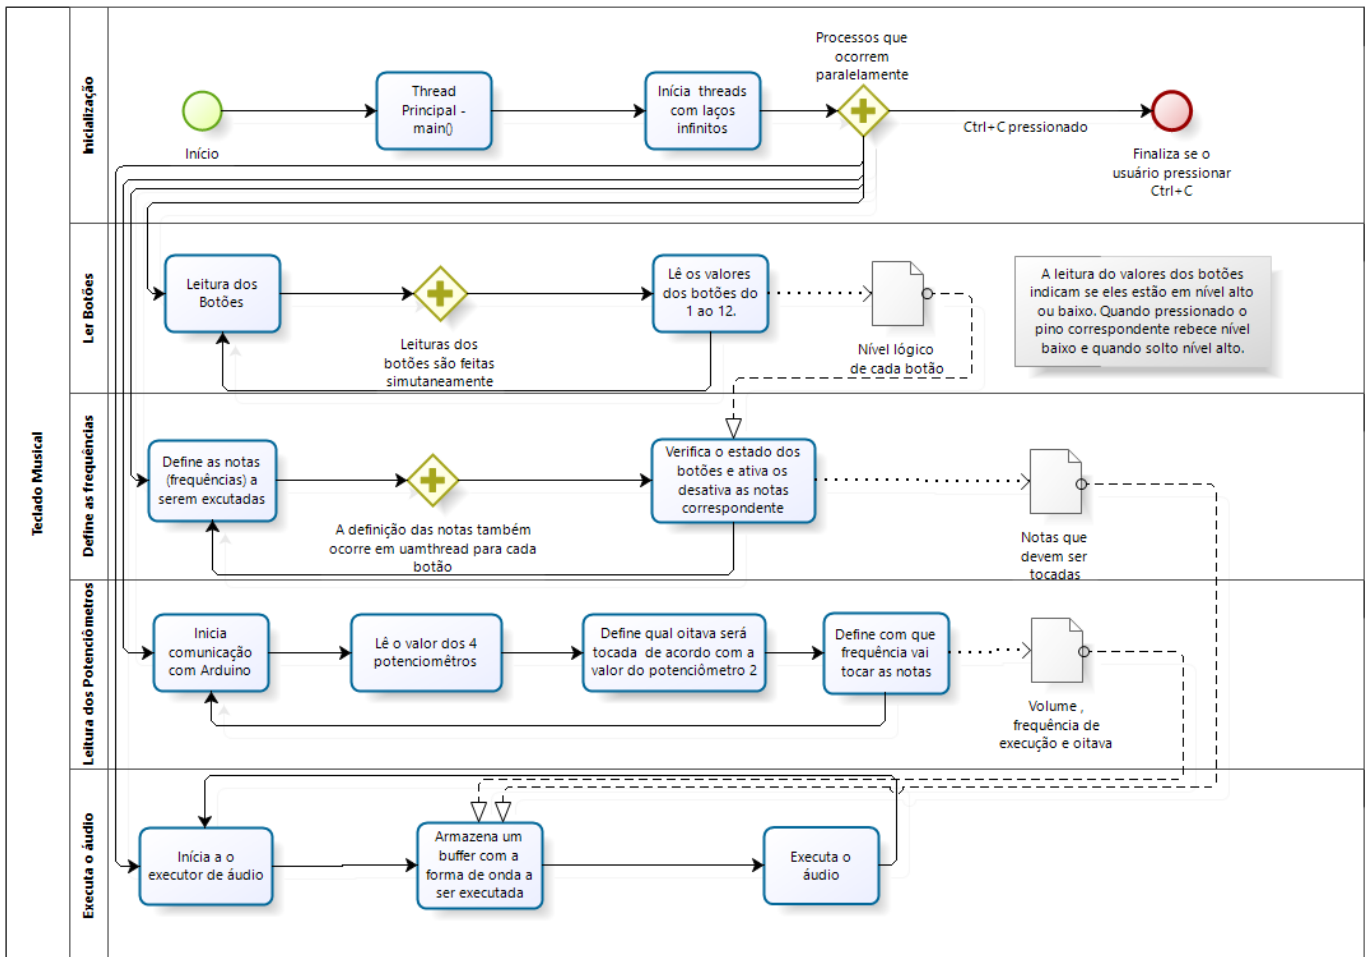 Teclado Musical
Inicialização
Início
Thread
Principal -
main()
Inícia threads
com laços
infinitos
Processos que
ocorrem
paralelamente
Ctrl+C pressionado
Finaliza se o
usuário pressionar
Ctrl+C
Ler Botões
Leitura dos
Botões
Leituras dos
botões são feitas
simutaneamente
Lê os valores
dos botões do
1 ao 12.
Nível lógico
de cada botão
A leitura do valores dos botões
indicam se eles estão em nível alto
ou baixo. Quando pressionado o
pino correspondente rebece nível
baixo e quando solto nível alto.
Define as frequências
Define as notas
(frequências) a
serem excutadas
A definição das notas também
ocorre em uamthread para cada
botão
Verifica o estado dos
botões e ativa os
desativa as notas
correspondente
Notas que
devem ser
tocadas
Leitura dos Potenciômetros
Inicia
comunicação
com Arduino
Lê o valor dos 4
potenciomêtros
Define qual oitava será
tocada de acordo com a
valor do potenciômetro 2
Define com que
frequência vai
tocar as notas
Volume ,
frequência de
execução e oitava
Executa o áudio
Inícia a o
executor de áudio
Armazena um
buffer com a
forma de onda a
ser executada
Executa o
áudio